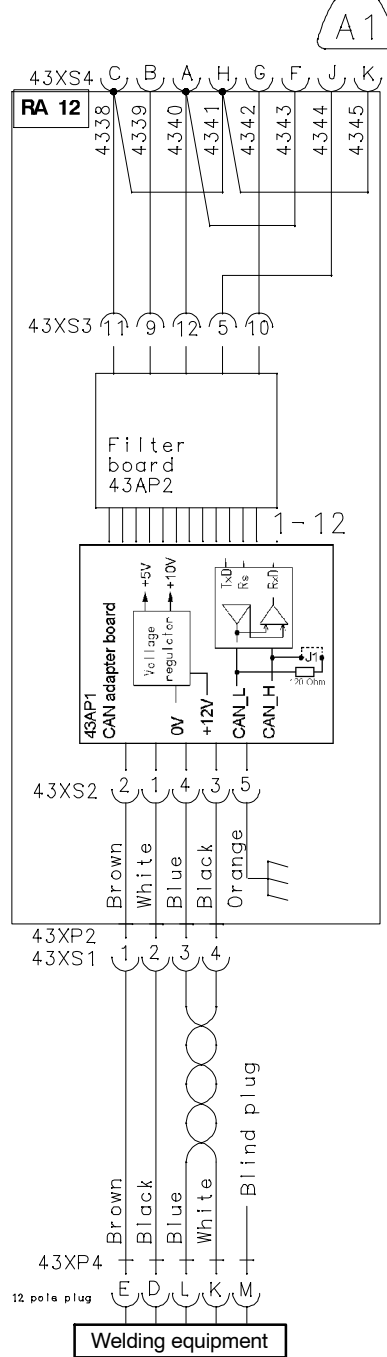 A1
43XS4 C B A H G F J K
RA 12
4338 4339 4340 4341 4342 4343 4344 4345
43XS3 11 9 12 5 10
Filter
board
43AP2
1-12
+5V +10V
TxD Rs RxD
Voltage
regulator
J1
120 Ohm
43AP1
CAN adapter board
0V +12V CAN_L CAN_H
43XS2 2 1 4 3 5
Brown White Blue Black Orange
43XP2
43XS1 1 2 3 4
Brown Black Blue White Blind plug
43XP4
12 pole plug E D L K M
Welding equipment